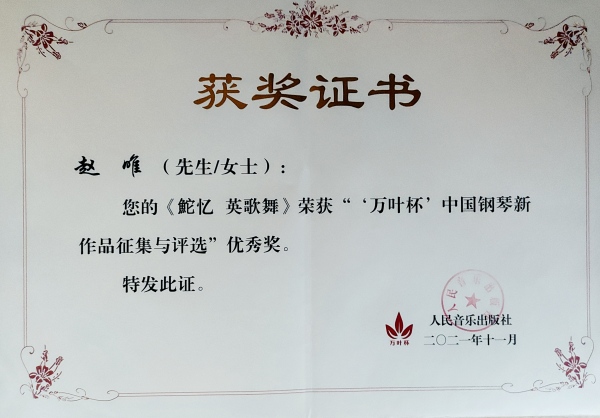 获奖证书
赵 唯 （先生/女士）:
您的《鮀忆 英歌舞》荣获“‘万叶杯’中国钢琴新
作品征集与评选”优秀奖。
特发此证。
万叶杯
人民音乐出版社
二〇二一年十一月